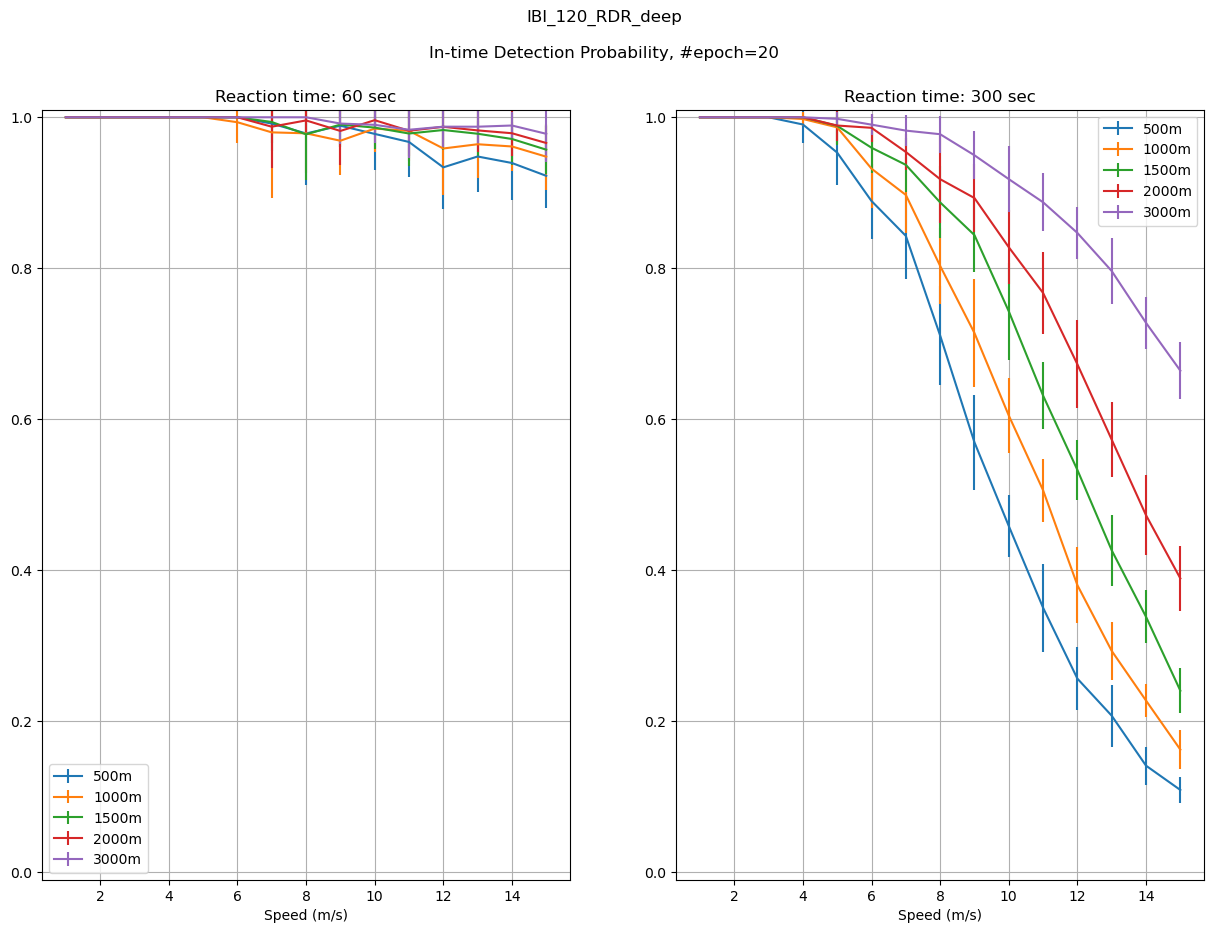 IBI_120_RDR_deep
In-time Detection Probability, #epoch=20
Reaction time: 60 sec
1.0
0.8
0.6
0.4
0.2
0.0
500m
1000m
1500m
2000m
3000m
2 4 6 8 10 12 14
Speed (m/s)
Reaction time: 300 sec
1.0
0.8
0.6
0.4
0.2
0.0
500m
1000m
1500m
2000m
3000m
2 4 6 8 10 12 14
Speed (m/s)